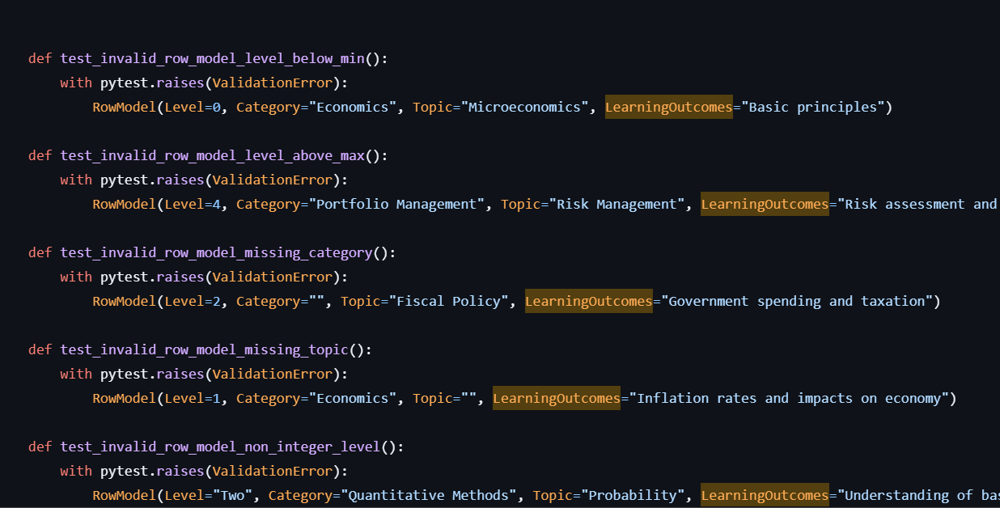 def test_invalid_row_model_level_below_min():
    with pytest.raises(ValidationError):
        RowModel(Level=0, Category="Economics", Topic="Microeconomics", LearningOutcomes="Basic principles")
def test_invalid_row_model_level_above_max():
    with pytest.raises(ValidationError):
        RowModel(Level=4, Category="Portfolio Management", Topic="Risk Management", LearningOutcomes="Risk assessment and
def test_invalid_row_model_missing_category():
    with pytest.raises(ValidationError):
        RowModel(Level=2, Category="", Topic="Fiscal Policy", LearningOutcomes="Government spending and taxation")
def test_invalid_row_model_missing_topic():
    with pytest.raises(ValidationError):
        RowModel(Level=1, Category="Economics", Topic="", LearningOutcomes="Inflation rates and impacts on economy")
def test_invalid_row_model_non_integer_level():
    with pytest.raises(ValidationError):
        RowModel(Level="Two", Category="Quantitative Methods", Topic="Probability", LearningOutcomes="Understanding of